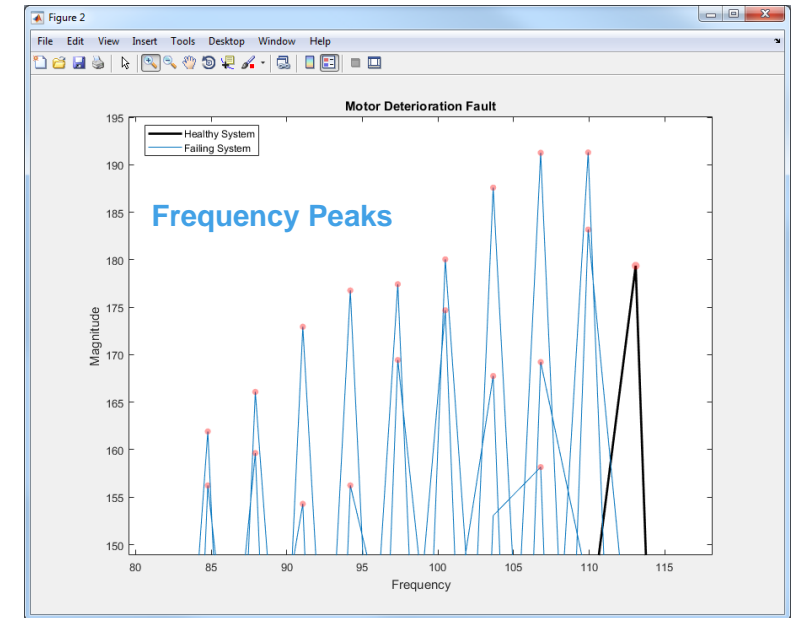 Figure 2
File Edit View Insert Tools Desktop Window Help
Motor Deterioration Fault
Healthy System
Failing System
Frequency Peaks
Magnitude
195
190
185
180
175
170
165
160
155
150
80 85 90 95 100 105 110 115
Frequency